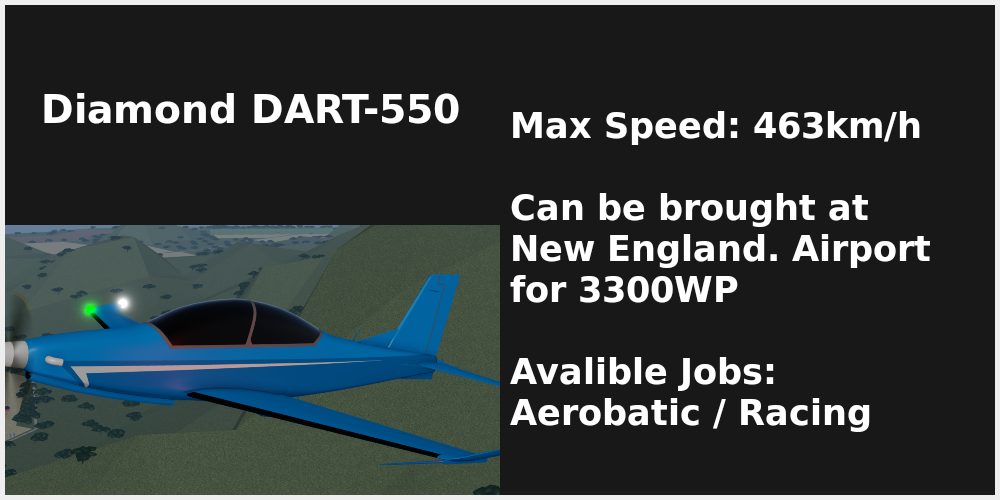 Diamond DART-550
Max Speed: 463km/h
Can be brought at
New England. Airport
for 3300WP
Avalible Jobs:
Aerobatic / Racing